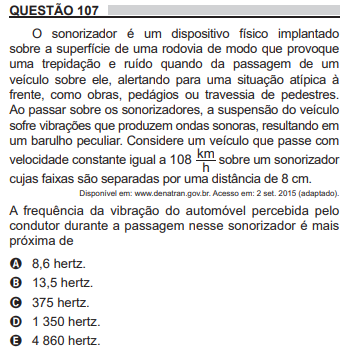 QUESTÃO 107
O sonorizador é um dispositivo físico implantado
sobre a superfície de uma rodovia de modo que provoque
uma trepidação e ruído quando da passagem de um
veículo sobre ele, alertando para uma situação atípica à
frente, como obras, pedágios ou travessia de pedestres.
Ao passar sobre os sonorizadores, a suspensão do veículo
sofre vibrações que produzem ondas sonoras, resultando em
um barulho peculiar. Considere um veículo que passe com
velocidade constante igual a 108 km/h sobre um sonorizador
cujas faixas são separadas por uma distância de 8 cm.
Disponível em: www.denatran.gov.br. Acesso em: 2 set. 2015 (adaptado).
A frequência da vibração do automóvel percebida pelo
condutor durante a passagem nesse sonorizador é mais
próxima de
A 8,6 hertz.
B 13,5 hertz.
C 375 hertz.
D 1 350 hertz.
E 4 860 hertz.